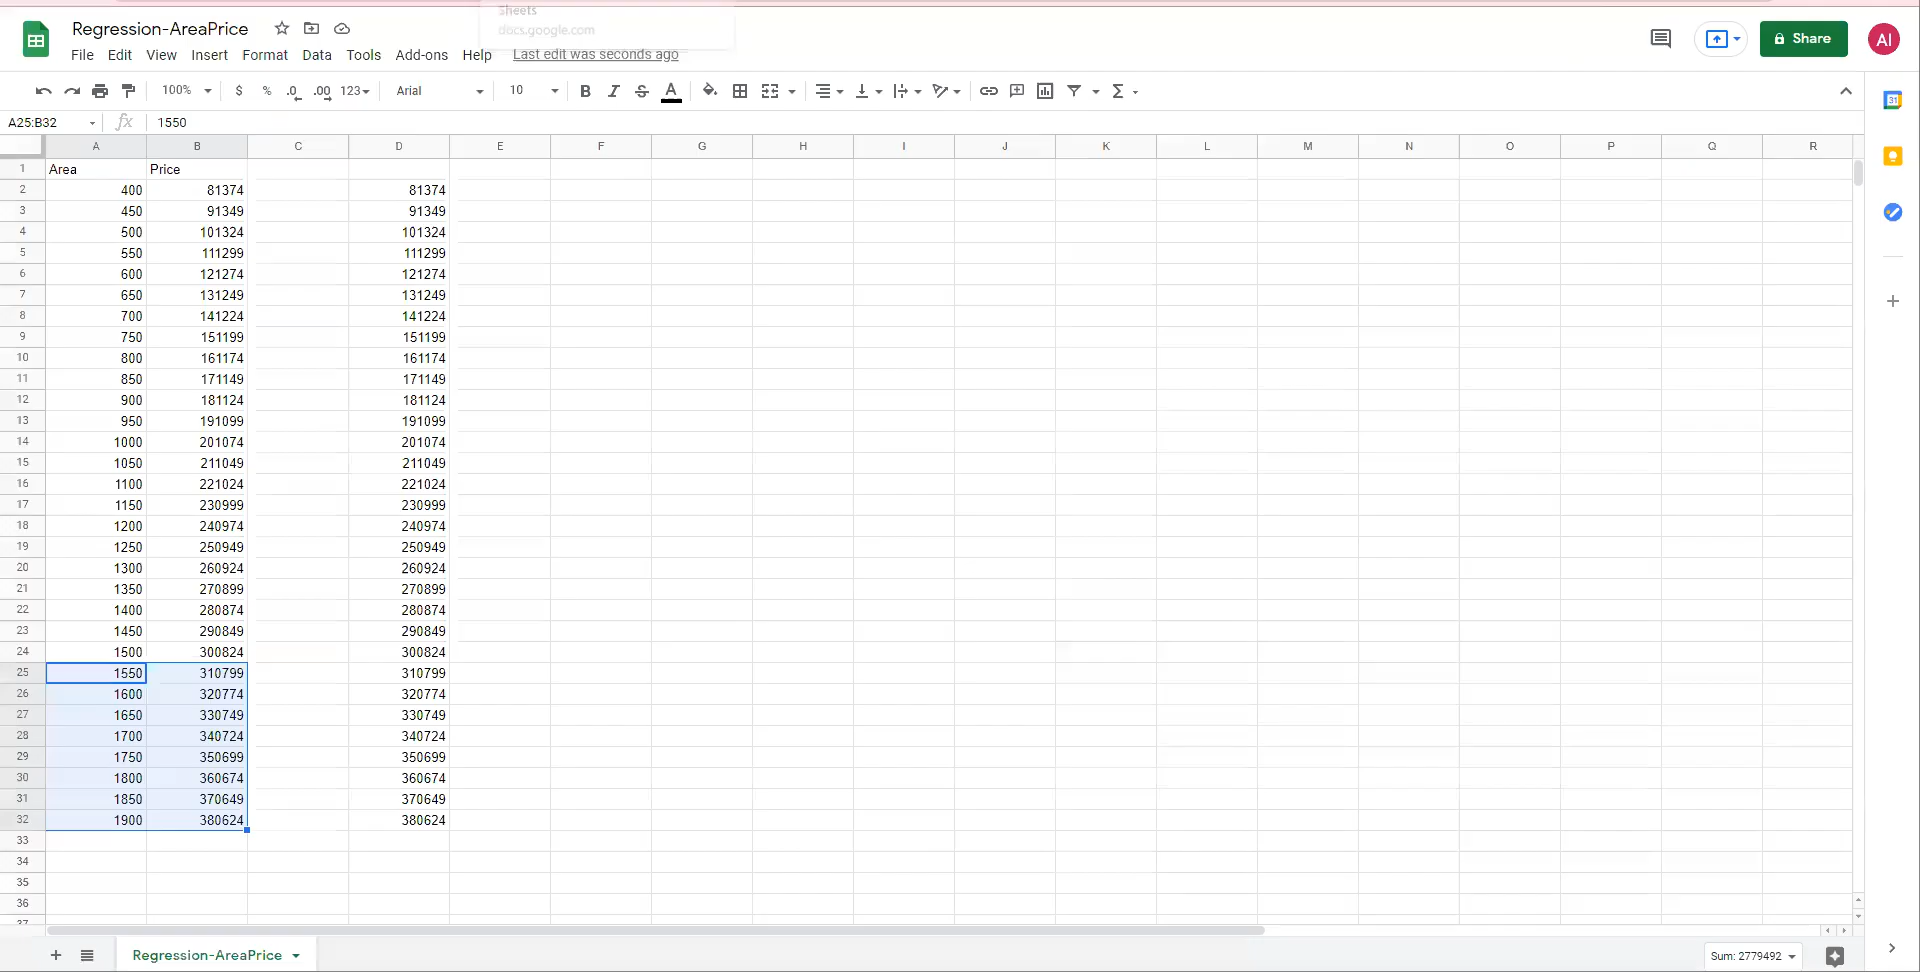 Sheets
docs.google.com
Regression-AreaPrice
File Edit View Insert Format Data Tools Add-ons Help Last edit was seconds ago
Share
AI
100% $ % .0 .00 123 Arial 10 B I S A Σ
31
A25:B32 fx 1550
A B C D E F G H I J K L M N O P Q R
1 Area Price
2 400 81374 81374
3 450 91349 91349
4 500 101324 101324
5 550 111299 111299
6 600 121274 121274
7 650 131249 131249
8 700 141224 141224
9 750 151199 151199
10 800 161174 161174
11 850 171149 171149
12 900 181124 181124
13 950 191099 191099
14 1000 201074 201074
15 1050 211049 211049
16 1100 221024 221024
17 1150 230999 230999
18 1200 240974 240974
19 1250 250949 250949
20 1300 260924 260924
21 1350 270899 270899
22 1400 280874 280874
23 1450 290849 290849
24 1500 300824 300824
25 1550 310799 310799
26 1600 320774 320774
27 1650 330749 330749
28 1700 340724 340724
29 1750 350699 350699
30 1800 360674 360674
31 1850 370649 370649
32 1900 380624 380624
33
34
35
36
37
Regression-AreaPrice
Sum: 2779492